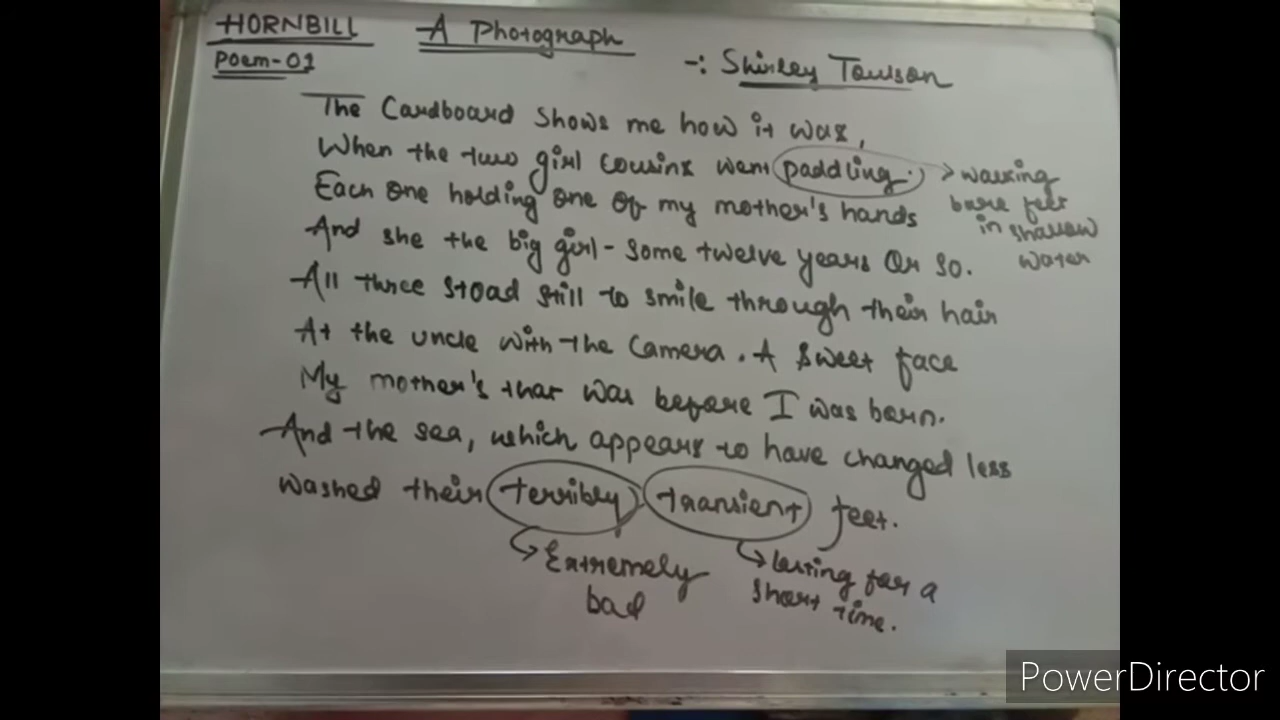 HORNBILL A Photograph
Poem-01 -: Shirley Toulson
The Cardboard shows me how it was,
When the two girl cousins went paddling. → walking bare feet in shallow water
Each one holding one of my mother's hands
And she the big girl - some twelve years or so.
All three stood still to smile through their hair
At the uncle with the camera. A sweet face
My mother's that was before I was born.
And the sea, which appears to have changed less
washed their terribly transient feet.
→ Extremely bad → lasting for a short time.
PowerDirector